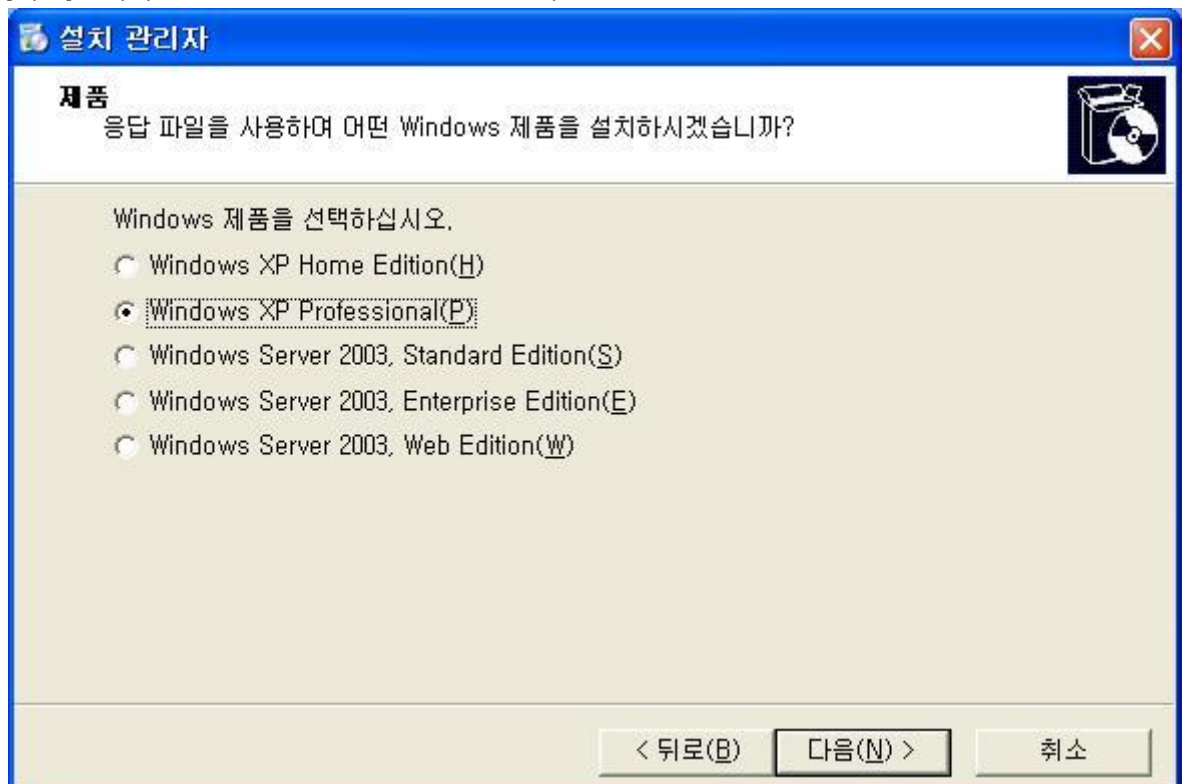 설치 관리자
제품
응답 파일을 사용하여 어떤 Windows 제품을 설치하시겠습니까?
Windows 제품을 선택하십시오.
Windows XP Home Edition(H)
Windows XP Professional(P)
Windows Server 2003, Standard Edition(S)
Windows Server 2003, Enterprise Edition(E)
Windows Server 2003, Web Edition(W)
< 뒤로(B) 다음(N) > 취소